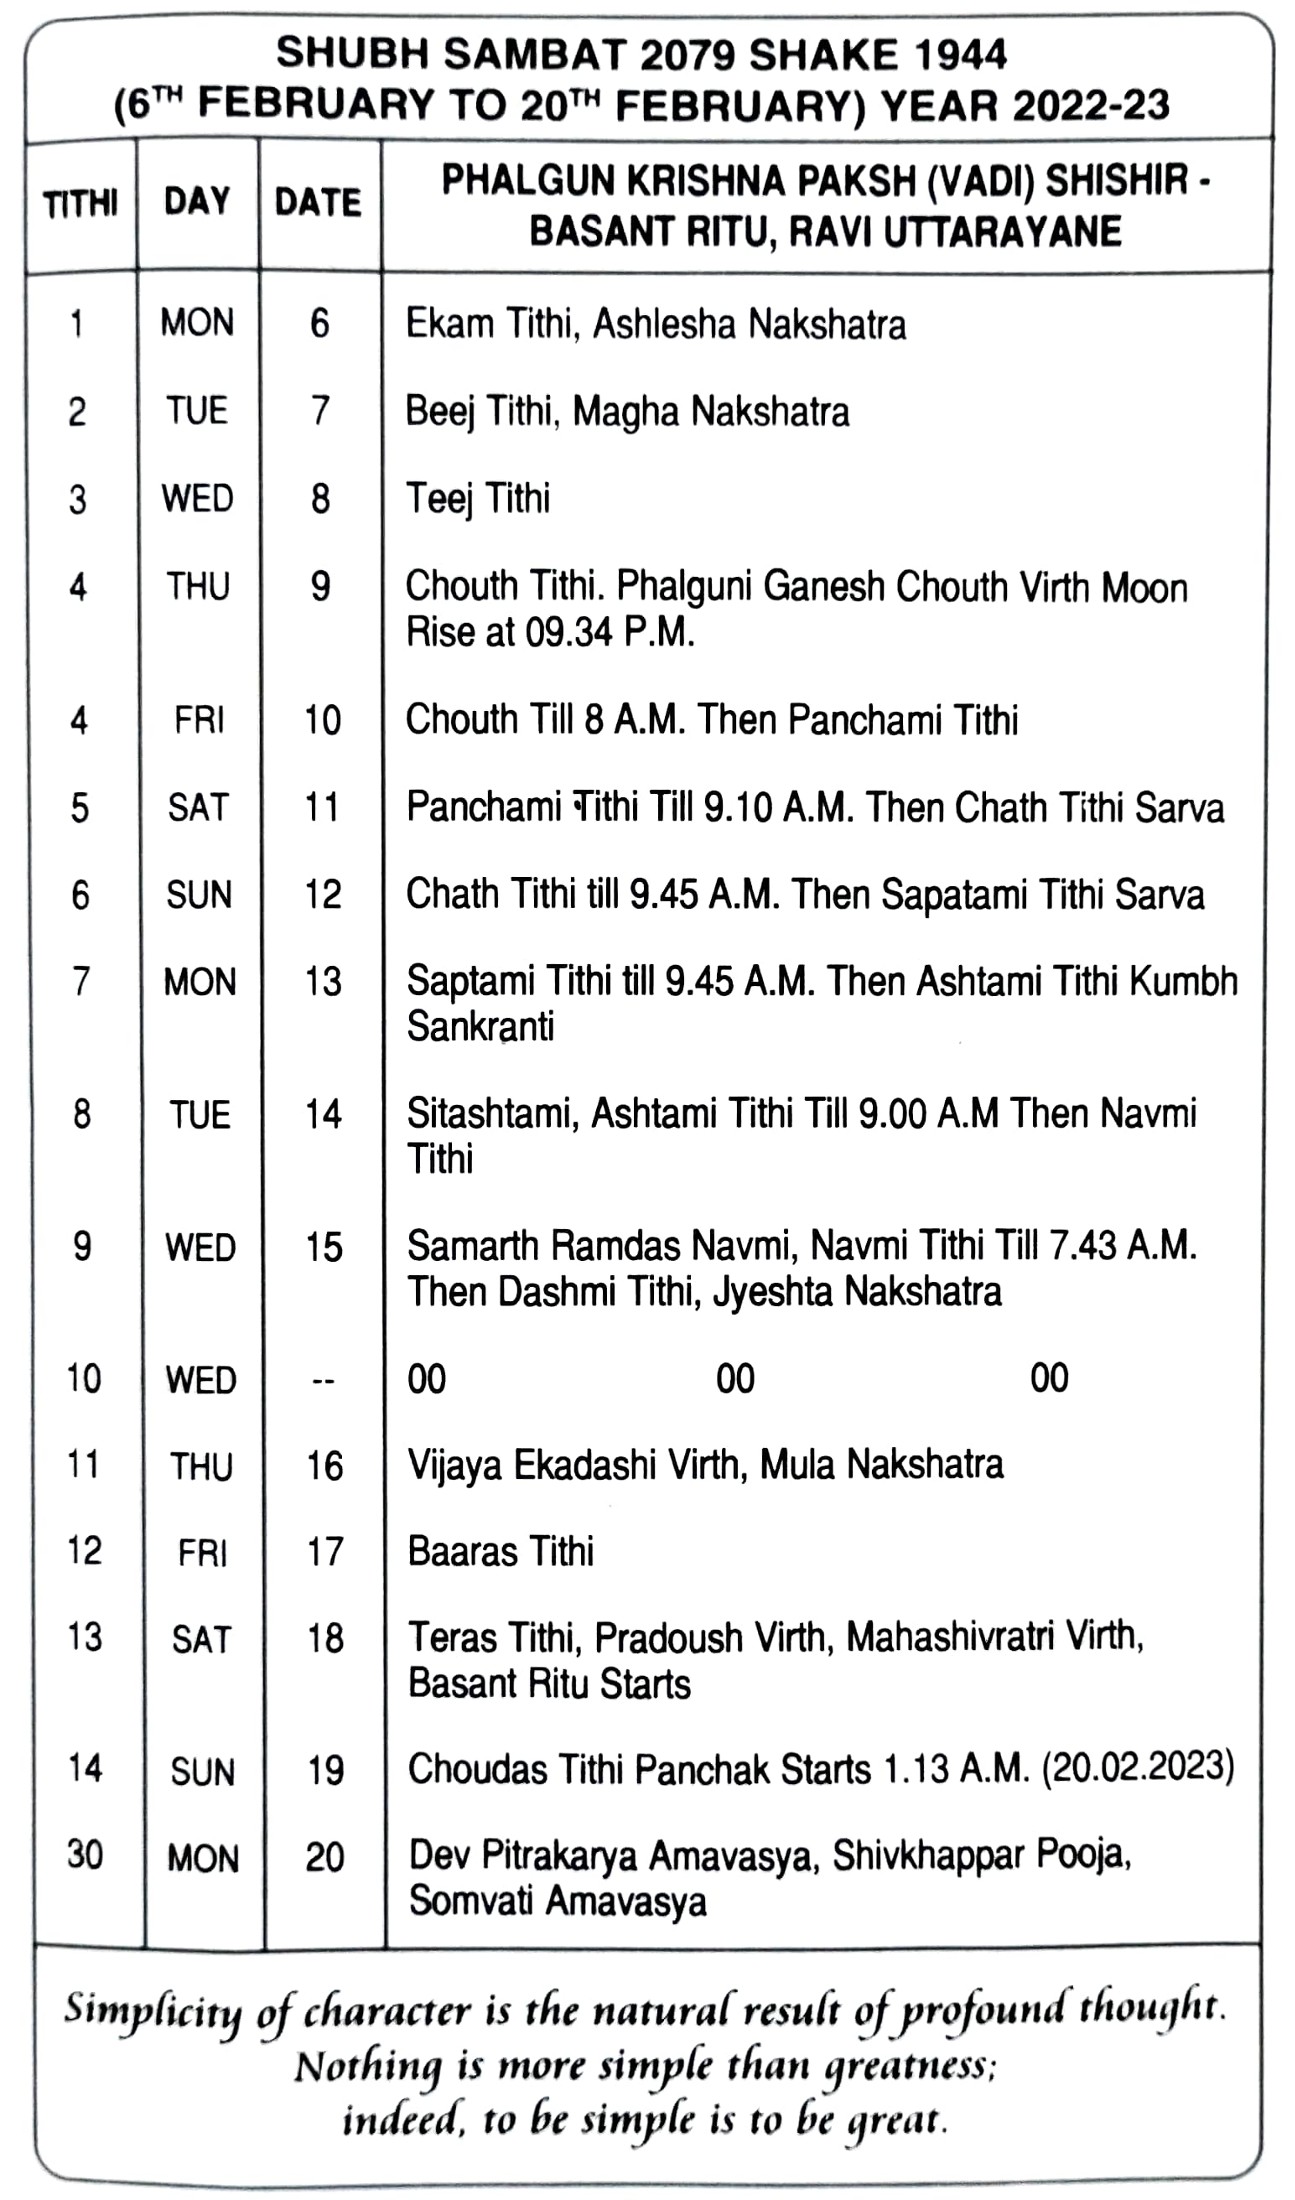 SHUBH SAMBAT 2079 SHAKE 1944
(6TH FEBRUARY TO 20TH FEBRUARY) YEAR 2022-23
TITHI DAY DATE PHALGUN KRISHNA PAKSH (VADI) SHISHIR -
BASANT RITU, RAVI UTTARAYANE
1 MON 6 Ekam Tithi, Ashlesha Nakshatra
2 TUE 7 Beej Tithi, Magha Nakshatra
3 WED 8 Teej Tithi
4 THU 9 Chouth Tithi. Phalguni Ganesh Chouth Virth Moon
Rise at 09.34 P.M.
4 FRI 10 Chouth Till 8 A.M. Then Panchami Tithi
5 SAT 11 Panchami Tithi Till 9.10 A.M. Then Chath Tithi Sarva
6 SUN 12 Chath Tithi till 9.45 A.M. Then Sapatami Tithi Sarva
7 MON 13 Saptami Tithi till 9.45 A.M. Then Ashtami Tithi Kumbh
Sankranti
8 TUE 14 Sitashtami, Ashtami Tithi Till 9.00 A.M Then Navmi
Tithi
9 WED 15 Samarth Ramdas Navmi, Navmi Tithi Till 7.43 A.M.
Then Dashmi Tithi, Jyeshta Nakshatra
10 WED -- 00 00 00
11 THU 16 Vijaya Ekadashi Virth, Mula Nakshatra
12 FRI 17 Baaras Tithi
13 SAT 18 Teras Tithi, Pradoush Virth, Mahashivratri Virth,
Basant Ritu Starts
14 SUN 19 Choudas Tithi Panchak Starts 1.13 A.M. (20.02.2023)
30 MON 20 Dev Pitrakarya Amavasya, Shivkhappar Pooja,
Somvati Amavasya
Simplicity of character is the natural result of profound thought.
Nothing is more simple than greatness;
indeed, to be simple is to be great.